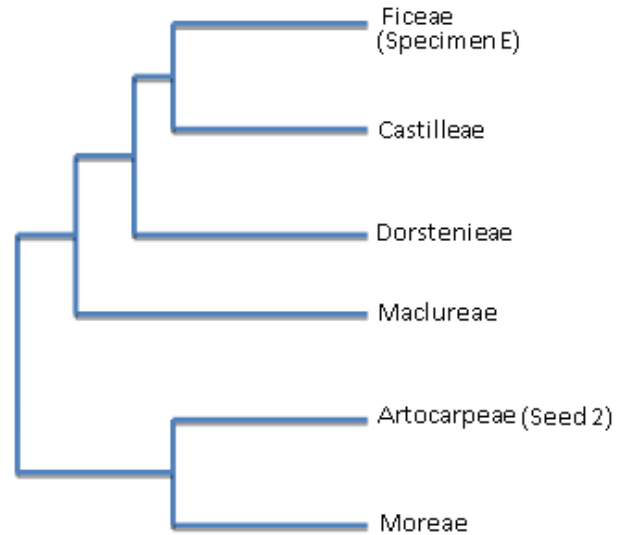 Ficeae
(Specimen E)
Castilleae
Dorstenieae
Maclureae
Artocarpeae (Seed 2)
Moreae